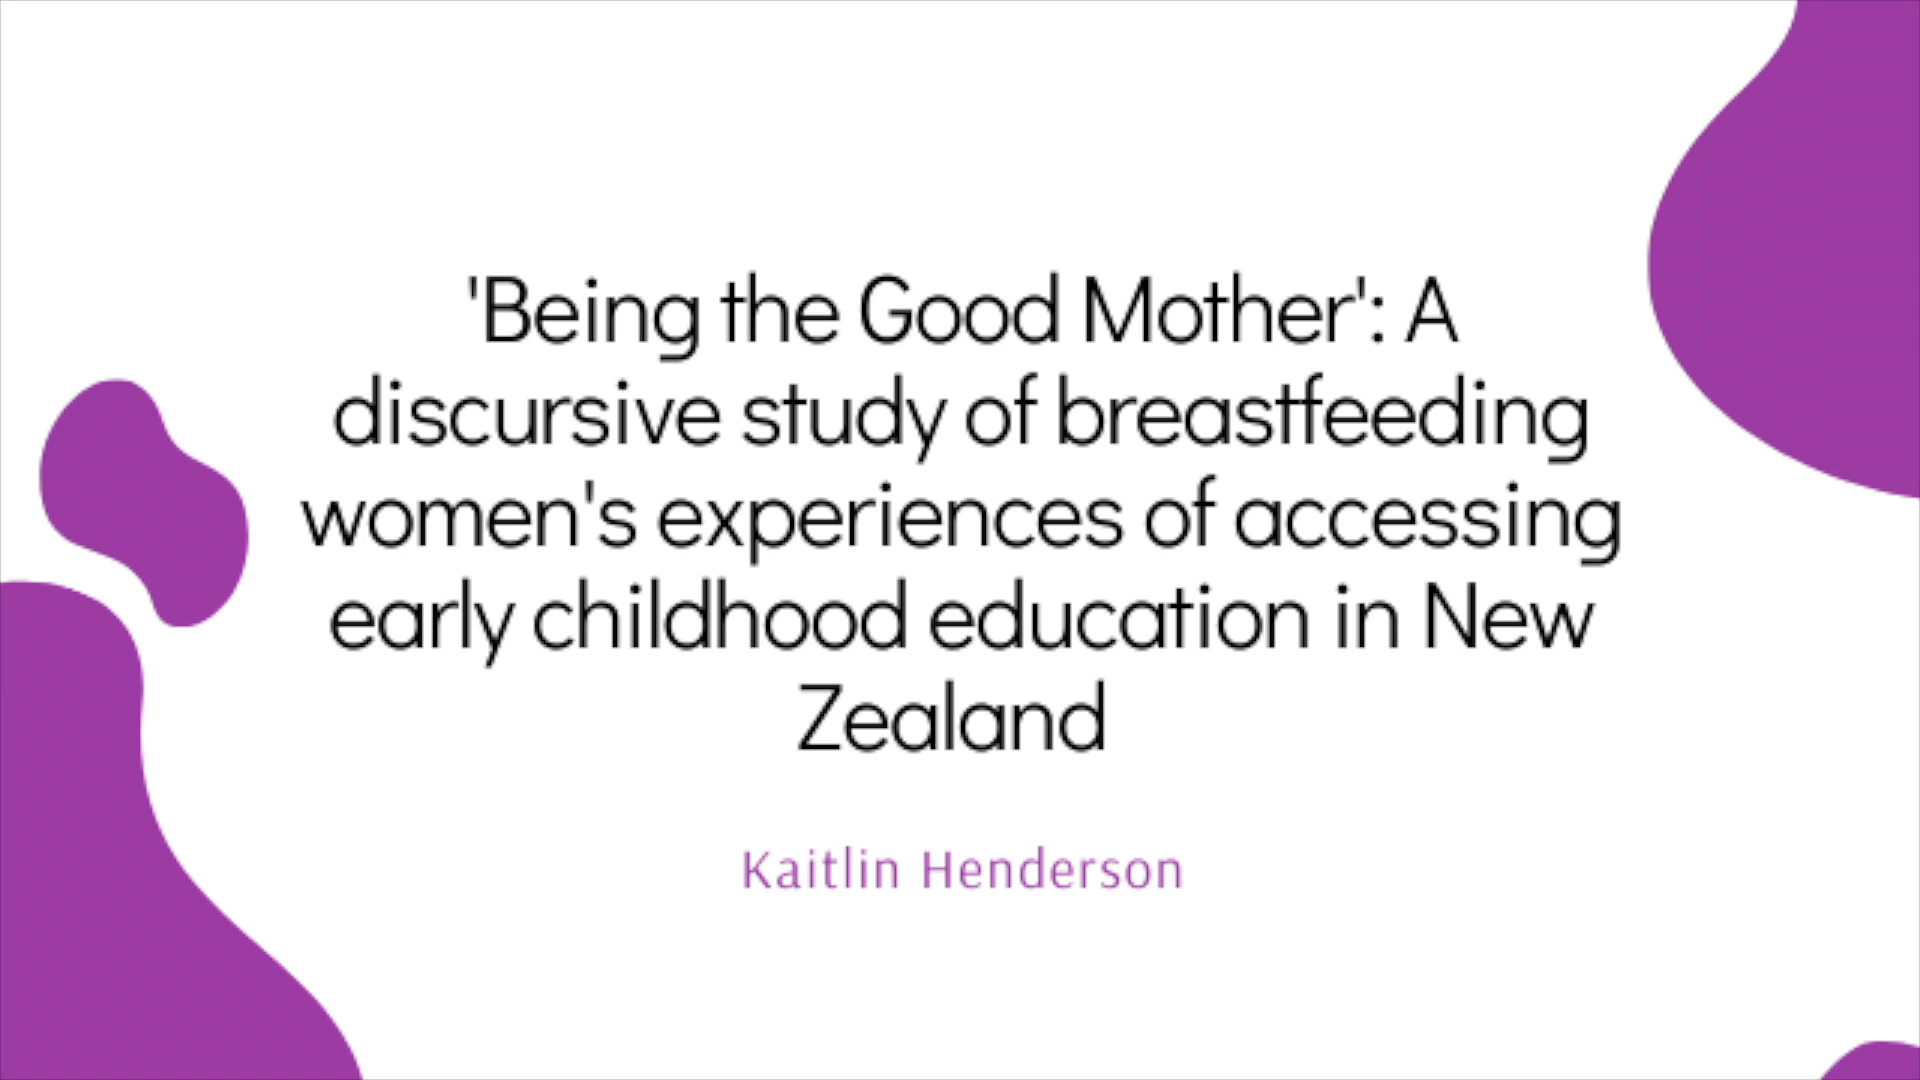 'Being the Good Mother': A
discursive study of breastfeeding
women's experiences of accessing
early childhood education in New
Zealand
Kaitlin Henderson